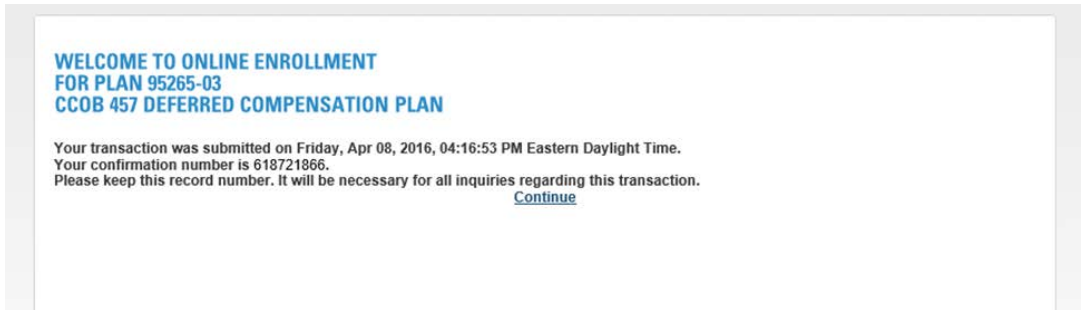 WELCOME TO ONLINE ENROLLMENT
FOR PLAN 95265-03
CCOB 457 DEFERRED COMPENSATION PLAN
Your transaction was submitted on Friday, Apr 08, 2016, 04:16:53 PM Eastern Daylight Time.
Your confirmation number is 618721866.
Please keep this record number. It will be necessary for all inquiries regarding this transaction.
Continue